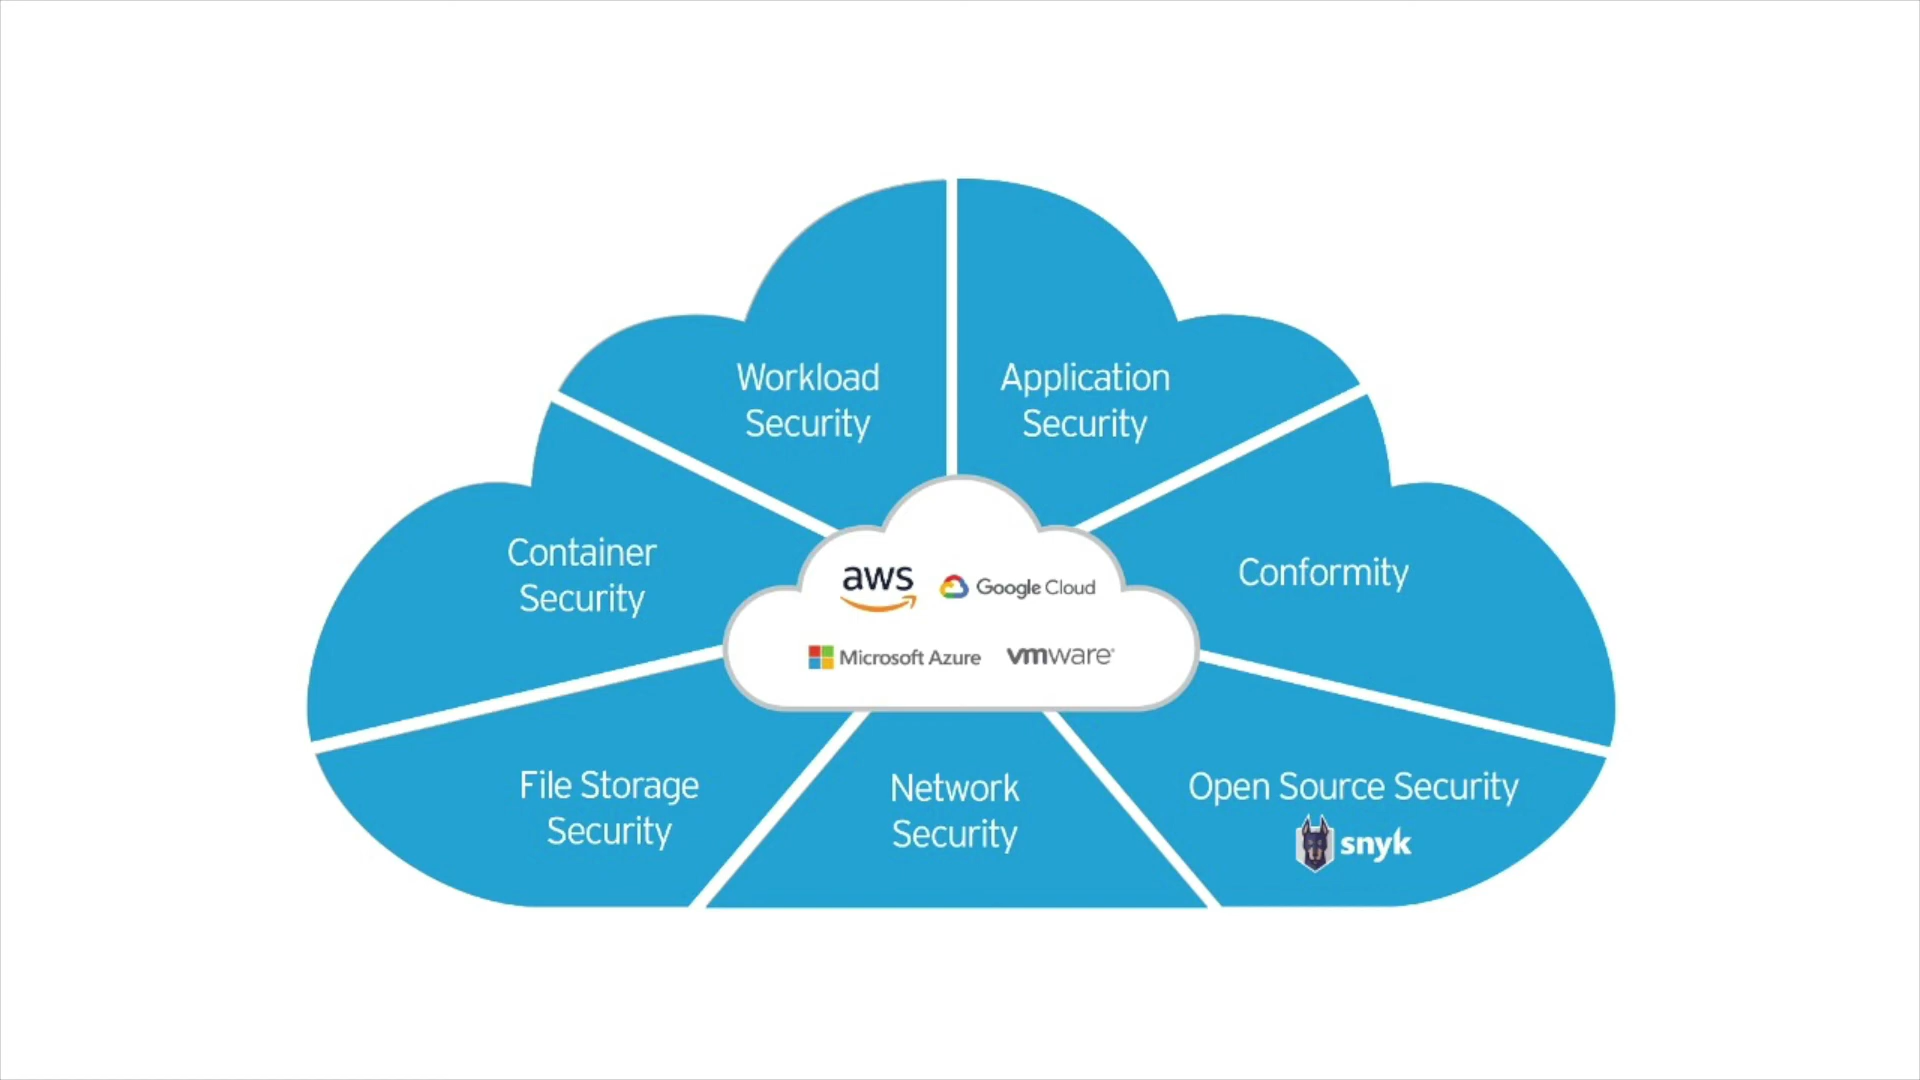 Workload
Security
Application
Security
Container
Security
Conformity
aws
Google Cloud
Microsoft Azure
vmware®
File Storage
Security
Network
Security
Open Source Security
snyk